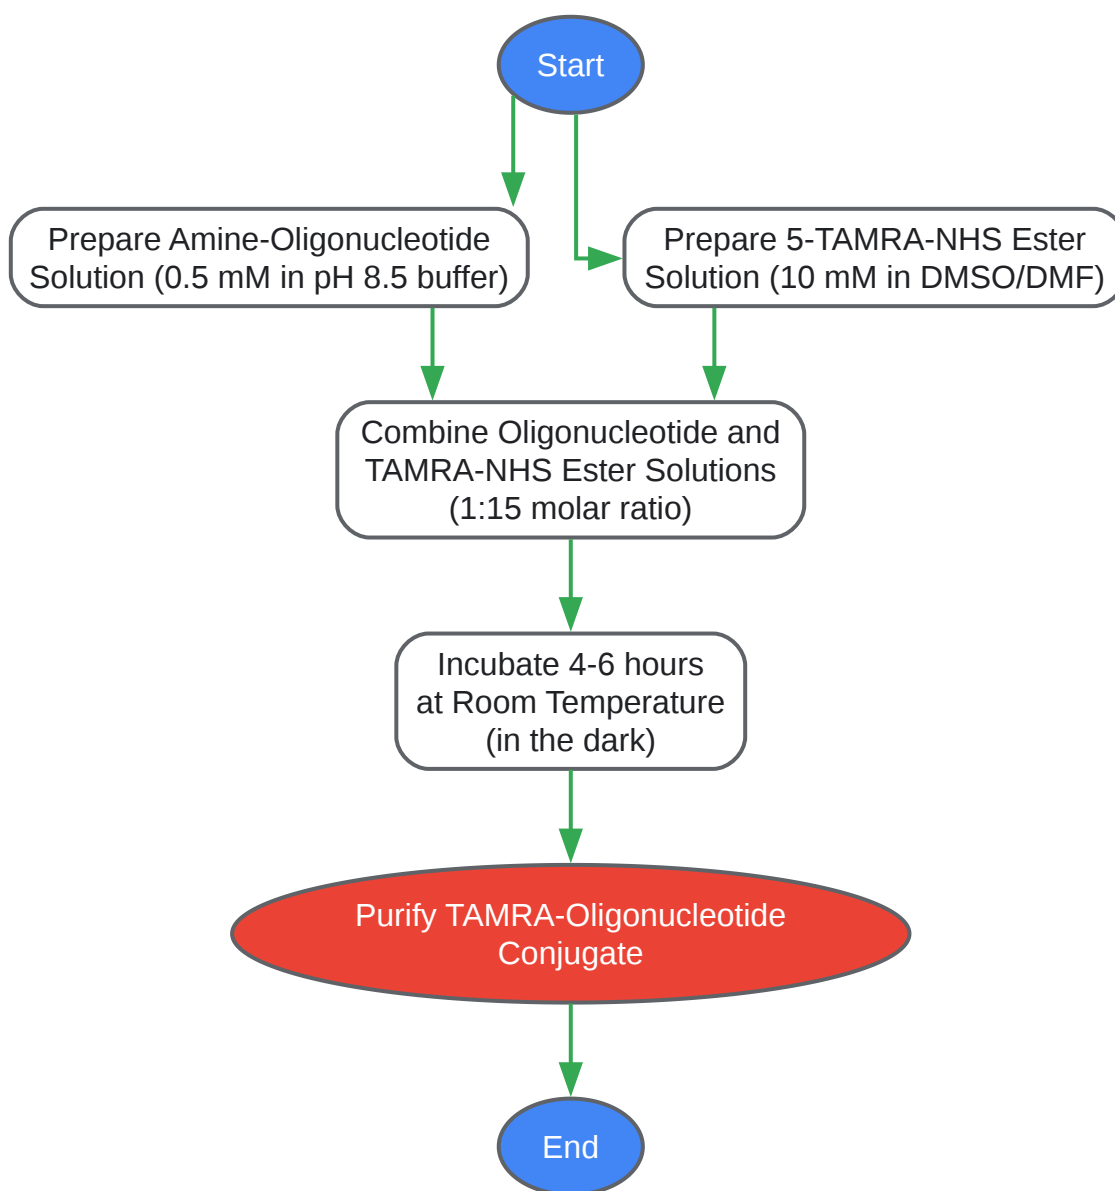 Start
Prepare Amine-Oligonucleotide
Solution (0.5 mM in pH 8.5 buffer)
Prepare 5-TAMRA-NHS Ester
Solution (10 mM in DMSO/DMF)
Combine Oligonucleotide and
TAMRA-NHS Ester Solutions
(1:15 molar ratio)
Incubate 4-6 hours
at Room Temperature
(in the dark)
Purify TAMRA-Oligonucleotide
Conjugate
End